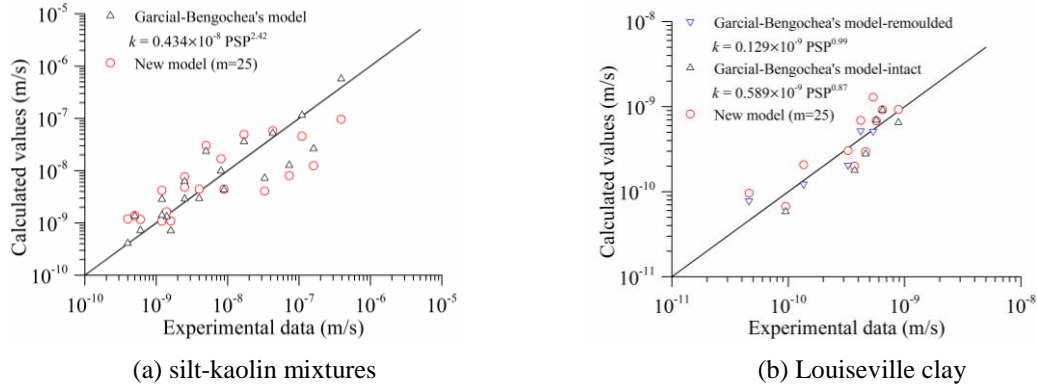 Garcial-Bengochea's model
k = 0.434×10⁻⁸ PSP²·⁴²
New model (m=25)
Calculated values (m/s)
10⁻⁵
10⁻⁶
10⁻⁷
10⁻⁸
10⁻⁹
10⁻¹⁰
10⁻¹⁰ 10⁻⁹ 10⁻⁸ 10⁻⁷ 10⁻⁶ 10⁻⁵
Experimental data (m/s)
(a) silt-kaolin mixtures
Garcial-Bengochea's model-remoulded
k = 0.129×10⁻⁹ PSP⁰·⁹⁹
Garcial-Bengochea's model-intact
k = 0.589×10⁻⁹ PSP⁰·⁸⁷
New model (m=25)
Calculated values (m/s)
10⁻⁸
10⁻⁹
10⁻¹⁰
10⁻¹¹
10⁻¹¹ 10⁻¹⁰ 10⁻⁹ 10⁻⁸
Experimental data (m/s)
(b) Louiseville clay